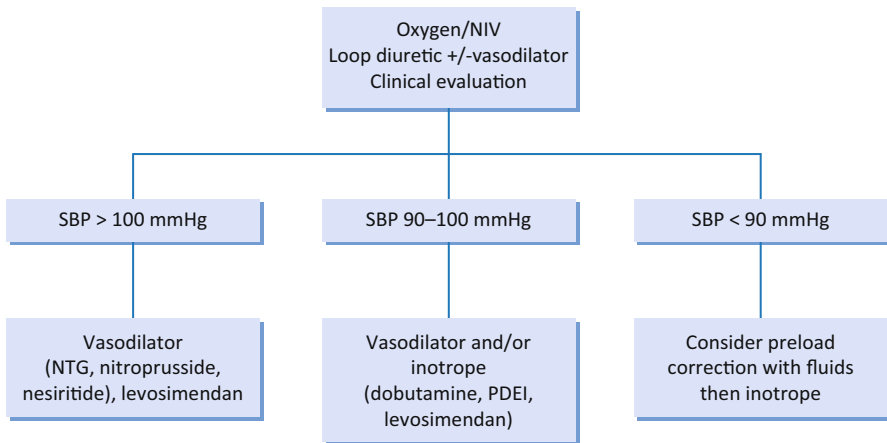 Oxygen/NIV
Loop diuretic +/-vasodilator
Clinical evaluation
SBP > 100 mmHg
SBP 90–100 mmHg
SBP < 90 mmHg
Vasodilator
(NTG, nitroprusside,
nesiritide), levosimendan
Vasodilator and/or
inotrope
(dobutamine, PDEI,
levosimendan)
Consider preload
correction with fluids
then inotrope